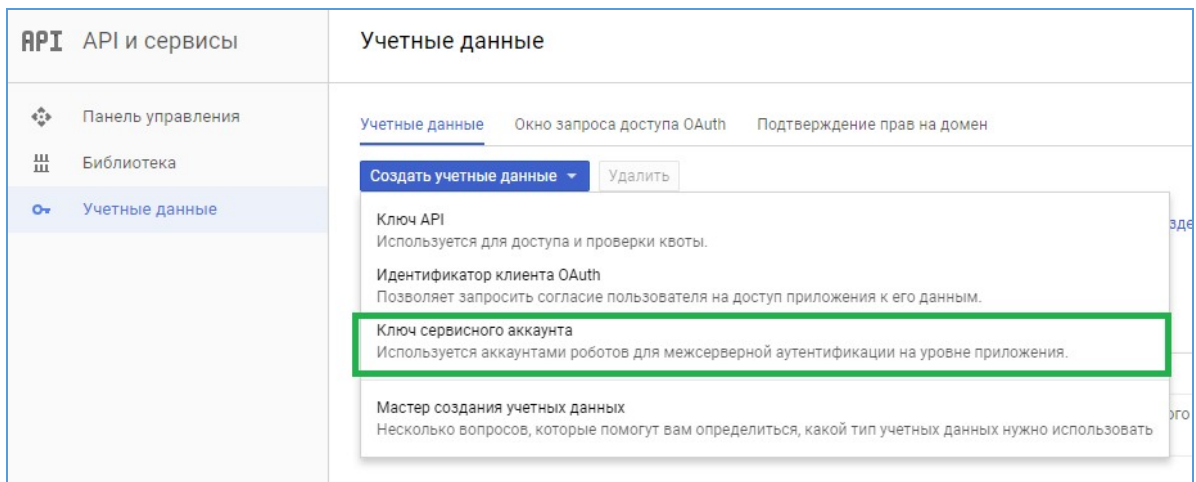 API API и сервисы
Учетные данные
Панель управления
Библиотека
Учетные данные
Учетные данные Окно запроса доступа OAuth Подтверждение прав на домен
Создать учетные данные Удалить
Ключ API
Используется для доступа и проверки квоты.
Идентификатор клиента OAuth
Позволяет запросить согласие пользователя на доступ приложения к его данным.
Ключ сервисного аккаунта
Используется аккаунтами роботов для межсерверной аутентификации на уровне приложения.
Мастер создания учетных данных
Несколько вопросов, которые помогут вам определиться, какой тип учетных данных нужно использовать